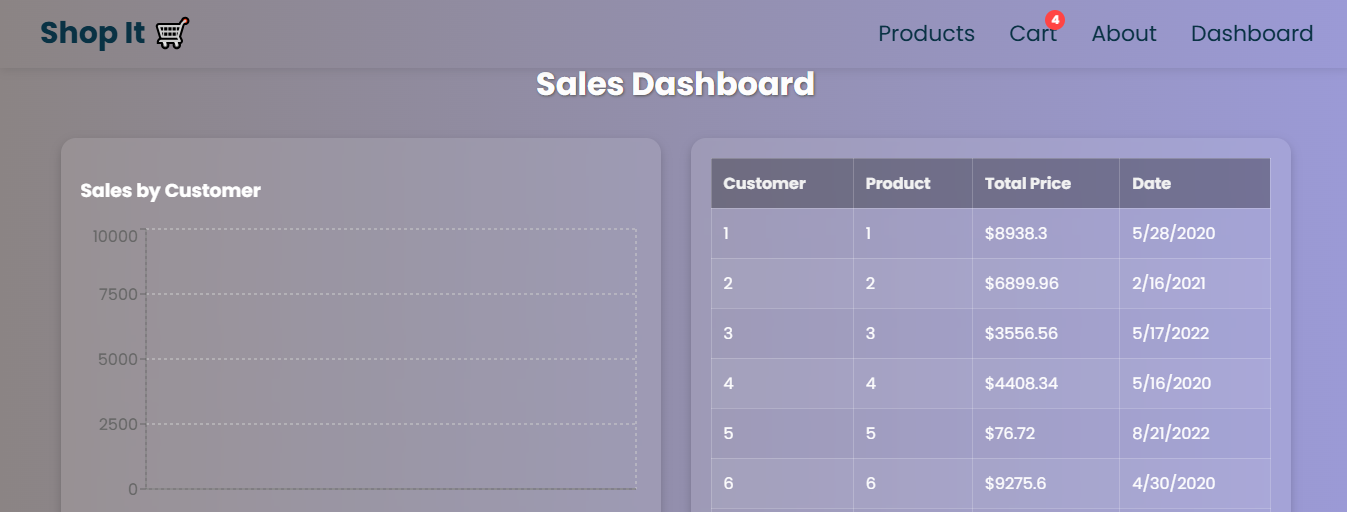 Shop It
Products Cart 4 About Dashboard
Sales Dashboard
Sales by Customer
10000
7500
5000
2500
0
Customer Product Total Price Date
1 1 $8938.3 5/28/2020
2 2 $6899.96 2/16/2021
3 3 $3556.56 5/17/2022
4 4 $4408.34 5/16/2020
5 5 $76.72 8/21/2022
6 6 $9275.6 4/30/2020